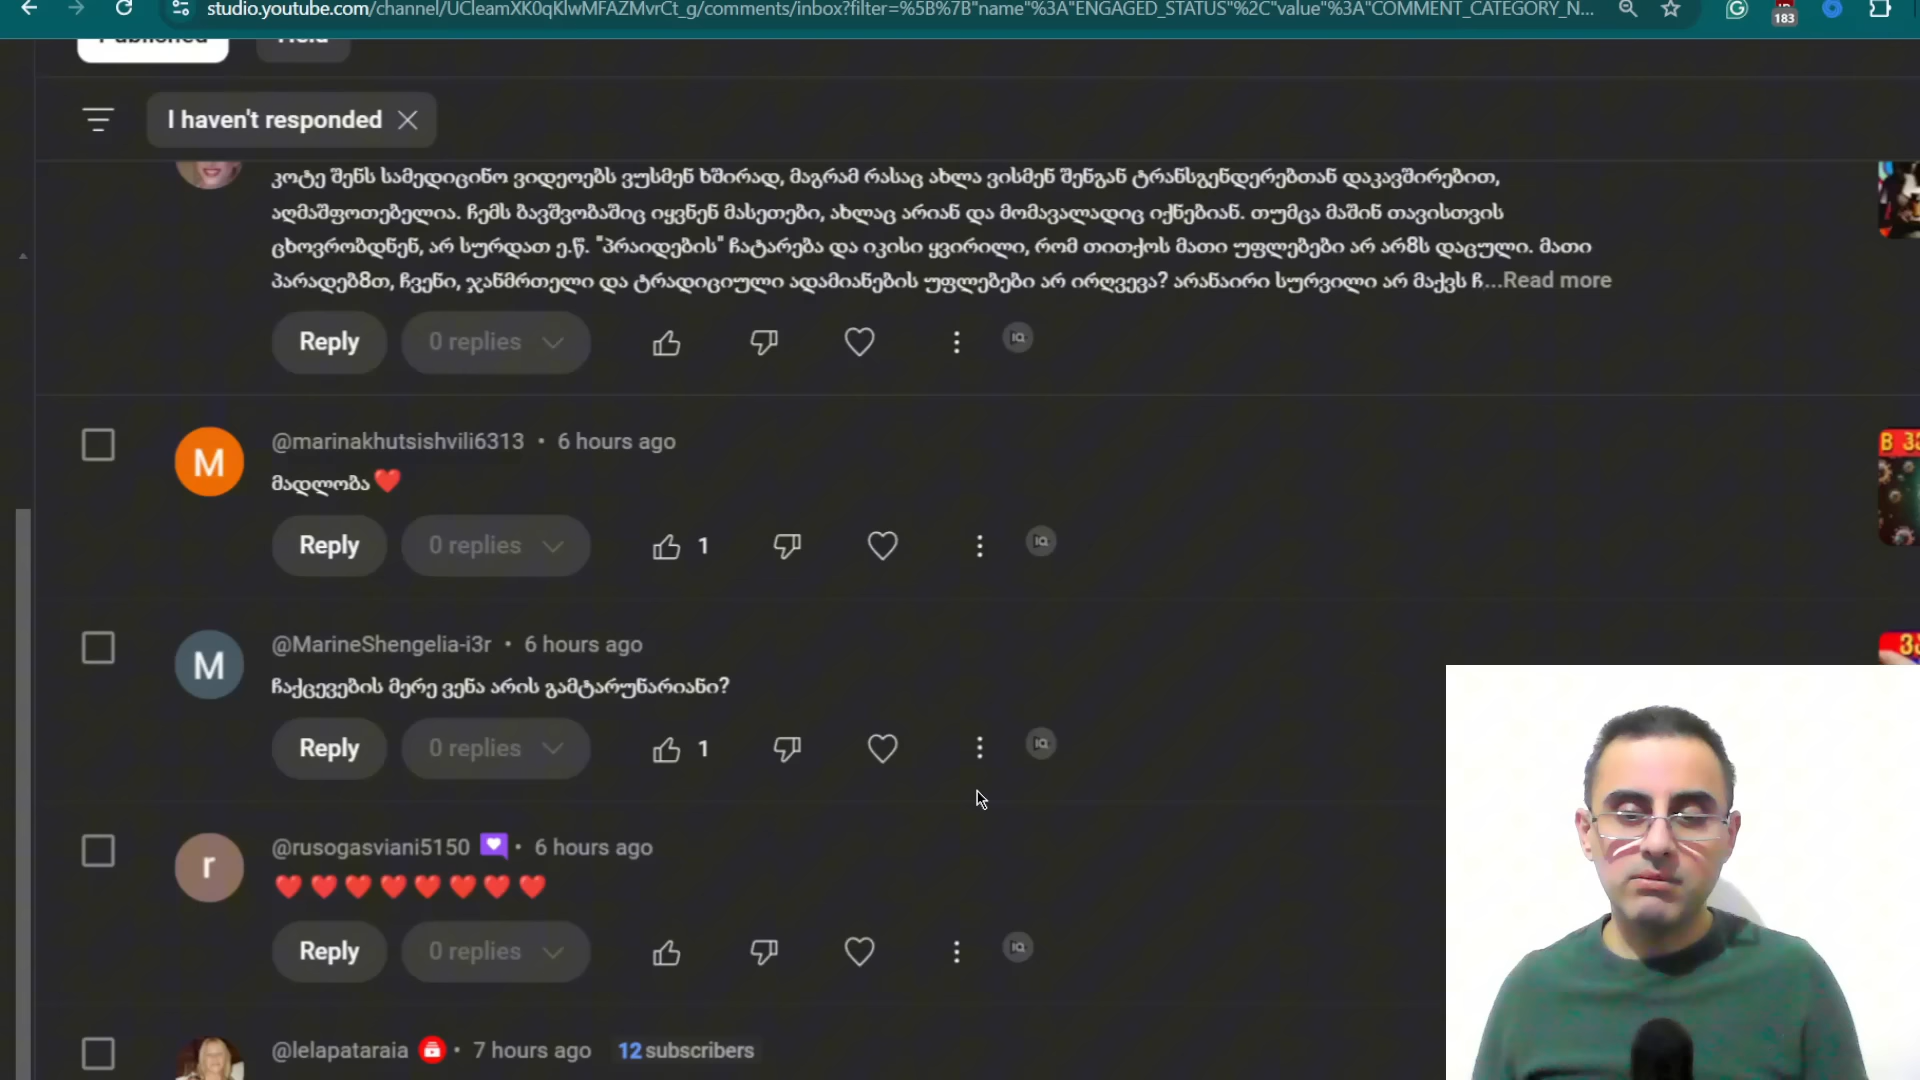 studio.youtube.com/channel/UCleamXK0qKlwMFAZMvrCt_g/comments/inbox?filter=%5B%7B"name"%3A"ENGAGED_STATUS"%2C"value"%3A"COMMENT_CATEGORY_N...
183
Published
Held
I haven't responded
კოტე შენს სამედიცინო ვიდეოებს ვუსმენ ხშირად, მაგრამ რასაც ახლა ვისმენ შენგან ტრანსგენდერებთან დაკავშირებით,
აღმაშფოთებელია. ჩემს ბავშვობაშიც იყვნენ მასეთები, ახლაც არიან და მომავალადიც იქნებიან. თუმცა მაშინ თავისთვის
ცხოვრობდნენ, არ სურდათ ე.წ. "პრაიდების" ჩატარება და იკისი ყვირილი, რომ თითქოს მათი უფლებები არ არ8ს დაცული. მათი
პარადებ8თ, ჩვენი, ჯანმრთელი და ტრადიციული ადამიანების უფლებები არ ირღვევა? არანაირი სურვილი არ მაქვს ჩ...Read more
Reply 0 replies
@marinakhutsishvili6313 • 6 hours ago
მადლობა❤️
Reply 0 replies 1
@MarineShengelia-i3r • 6 hours ago
ჩაქცევების მერე ვენა არის გამტარუნარიანი?
Reply 0 replies 1
@rusogasviani5150 • 6 hours ago
❤️❤️❤️❤️❤️❤️❤️❤️
Reply 0 replies
@lelapataraia • 7 hours ago 12 subscribers
M
M
r